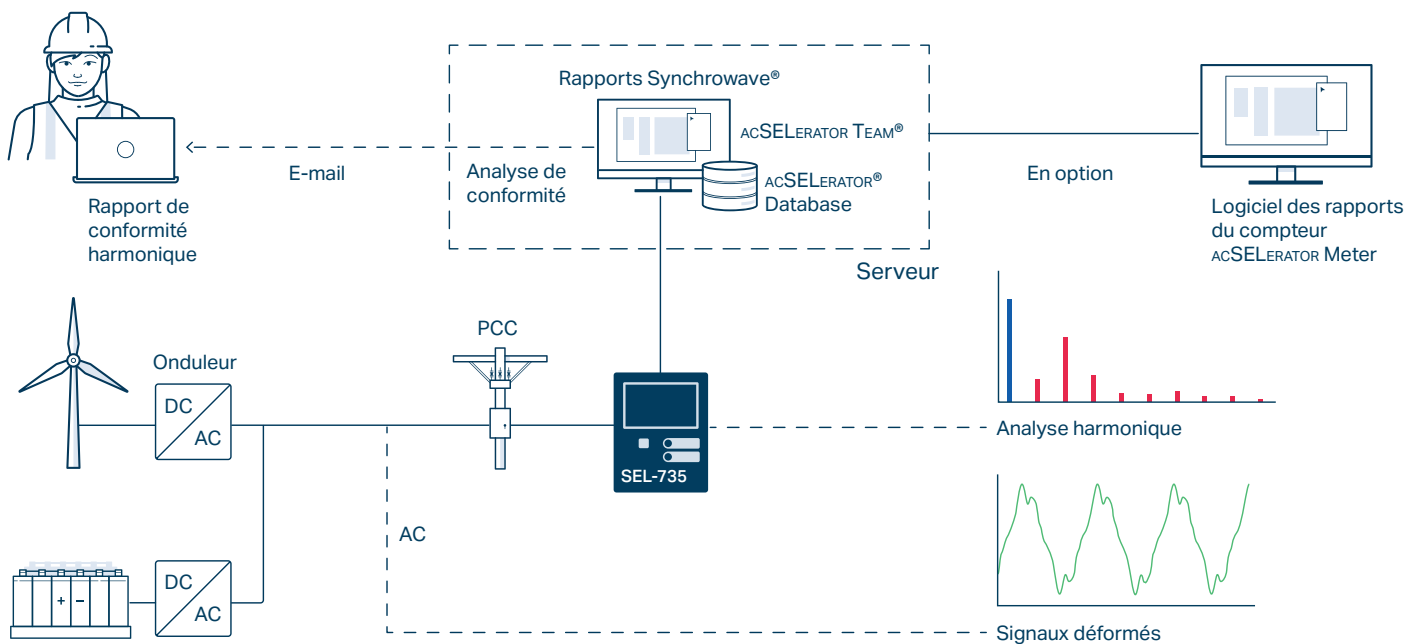 Rapports Synchrowave®
ACSELERATOR TEAM®
ACSELERATOR®
Database
Analyse de
conformité
E-mail
En option
Rapport de
conformité
harmonique
Logiciel des rapports
du compteur
ACSELERATOR Meter
Serveur
PCC
Onduleur
DC
AC
SEL-735
Analyse harmonique
AC
DC
AC
+ -
Signaux déformés